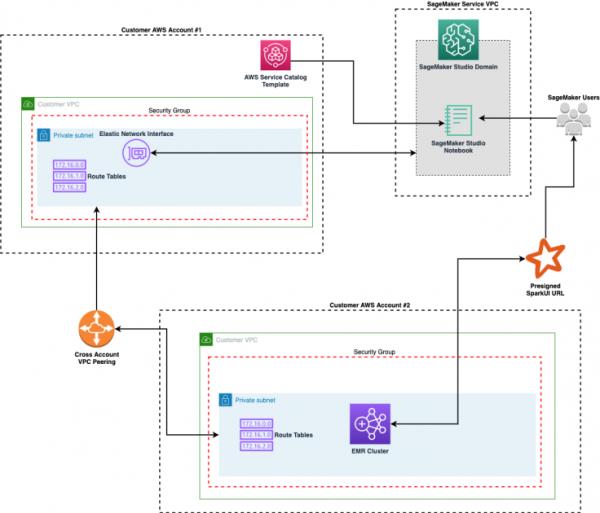 SageMaker Service VPC
Customer AWS Account #1
SageMaker Studio Domain
AWS Service Catalog
Template
SageMaker Users
Customer VPC
Security Group
Private subnet
Elastic Network Interface
SageMaker Studio
Notebook
172.16.0.0
172.16.1.0
172.16.2.0
Route Tables
Presigned
SparkUI URL
Customer AWS Account #2
Cross Account
VPC Peering
Customer VPC
Security Group
Private subnet
172.16.0.0
172.16.1.0
172.16.2.0
Route Tables
EMR Cluster